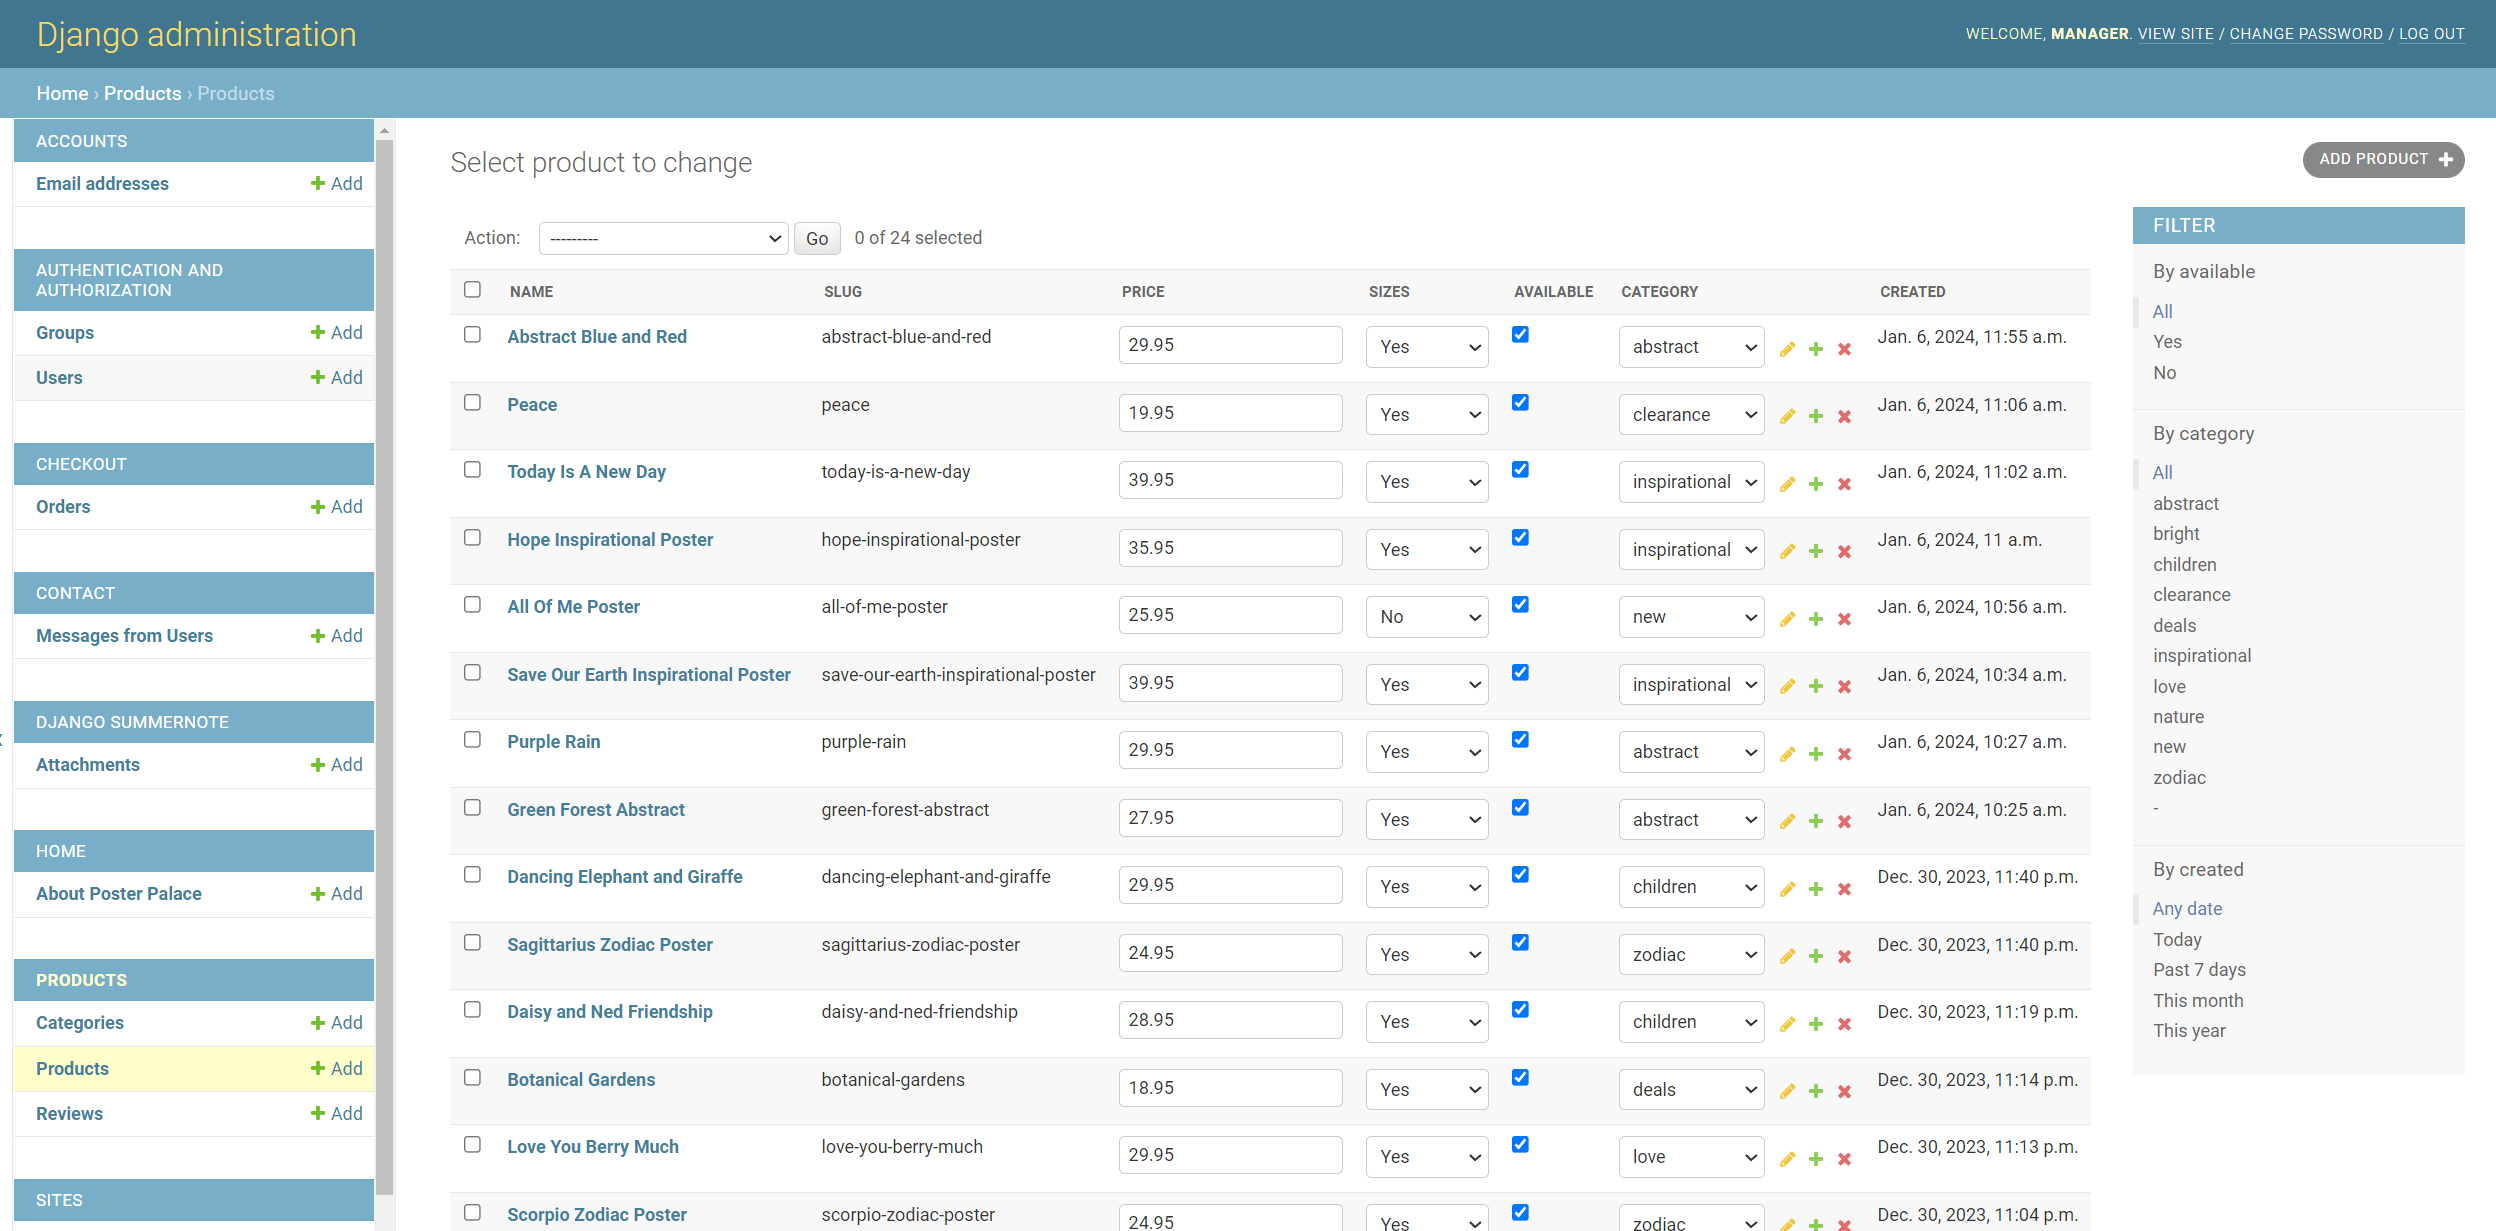 Django administration
WELCOME, MANAGER. VIEW SITE / CHANGE PASSWORD / LOG OUT
Home › Products › Products
ACCOUNTS
Email addresses Add
AUTHENTICATION AND
AUTHORIZATION
Groups Add
Users Add
CHECKOUT
Orders Add
CONTACT
Messages from Users Add
DJANGO SUMMERNOTE
Attachments Add
HOME
About Poster Palace Add
PRODUCTS
Categories Add
Products Add
Reviews Add
SITES
Select product to change
ADD PRODUCT
Action: --------- Go 0 of 24 selected
NAME SLUG PRICE SIZES AVAILABLE CATEGORY CREATED
Abstract Blue and Red abstract-blue-and-red 29.95 Yes abstract Jan. 6, 2024, 11:55 a.m.
Peace peace 19.95 Yes clearance Jan. 6, 2024, 11:06 a.m.
Today Is A New Day today-is-a-new-day 39.95 Yes inspirational Jan. 6, 2024, 11:02 a.m.
Hope Inspirational Poster hope-inspirational-poster 35.95 Yes inspirational Jan. 6, 2024, 11 a.m.
All Of Me Poster all-of-me-poster 25.95 No new Jan. 6, 2024, 10:56 a.m.
Save Our Earth Inspirational Poster save-our-earth-inspirational-poster 39.95 Yes inspirational Jan. 6, 2024, 10:34 a.m.
Purple Rain purple-rain 29.95 Yes abstract Jan. 6, 2024, 10:27 a.m.
Green Forest Abstract green-forest-abstract 27.95 Yes abstract Jan. 6, 2024, 10:25 a.m.
Dancing Elephant and Giraffe dancing-elephant-and-giraffe 29.95 Yes children Dec. 30, 2023, 11:40 p.m.
Sagittarius Zodiac Poster sagittarius-zodiac-poster 24.95 Yes zodiac Dec. 30, 2023, 11:40 p.m.
Daisy and Ned Friendship daisy-and-ned-friendship 28.95 Yes children Dec. 30, 2023, 11:19 p.m.
Botanical Gardens botanical-gardens 18.95 Yes deals Dec. 30, 2023, 11:14 p.m.
Love You Berry Much love-you-berry-much 29.95 Yes love Dec. 30, 2023, 11:13 p.m.
Scorpio Zodiac Poster scorpio-zodiac-poster 24.95 Yes zodiac Dec. 30, 2023, 11:04 p.m.
FILTER
By available
All
Yes
No
By category
All
abstract
bright
children
clearance
deals
inspirational
love
nature
new
zodiac
-
By created
Any date
Today
Past 7 days
This month
This year